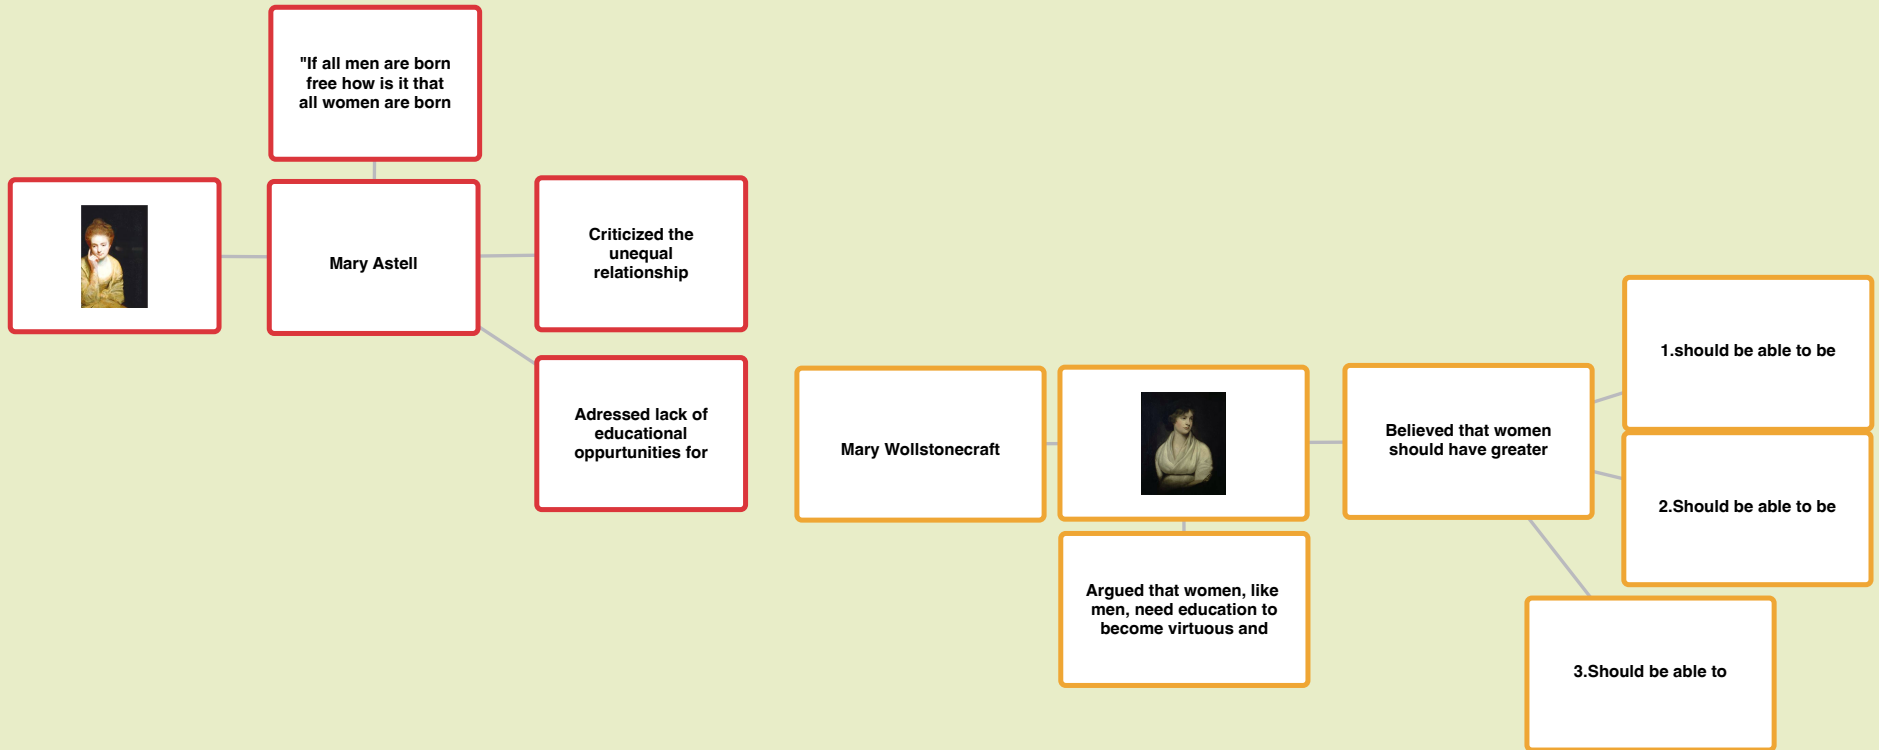 "If all men are born
free how is it that
all women are born
Mary Astell
Criticized the
unequal
relationship
Adressed lack of
educational
oppurtunities for
Mary Wollstonecraft
Believed that women
should have greater
1.should be able to be
2.Should be able to be
3.Should be able to
Argued that women, like
men, need education to
become virtuous and